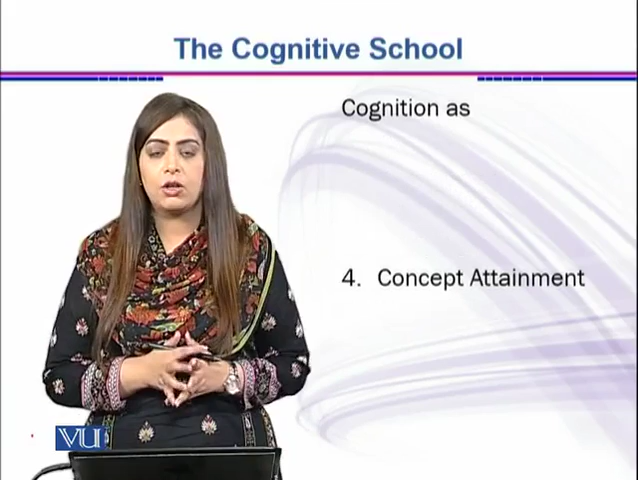 The Cognitive School
Cognition as
4. Concept Attainment
VU